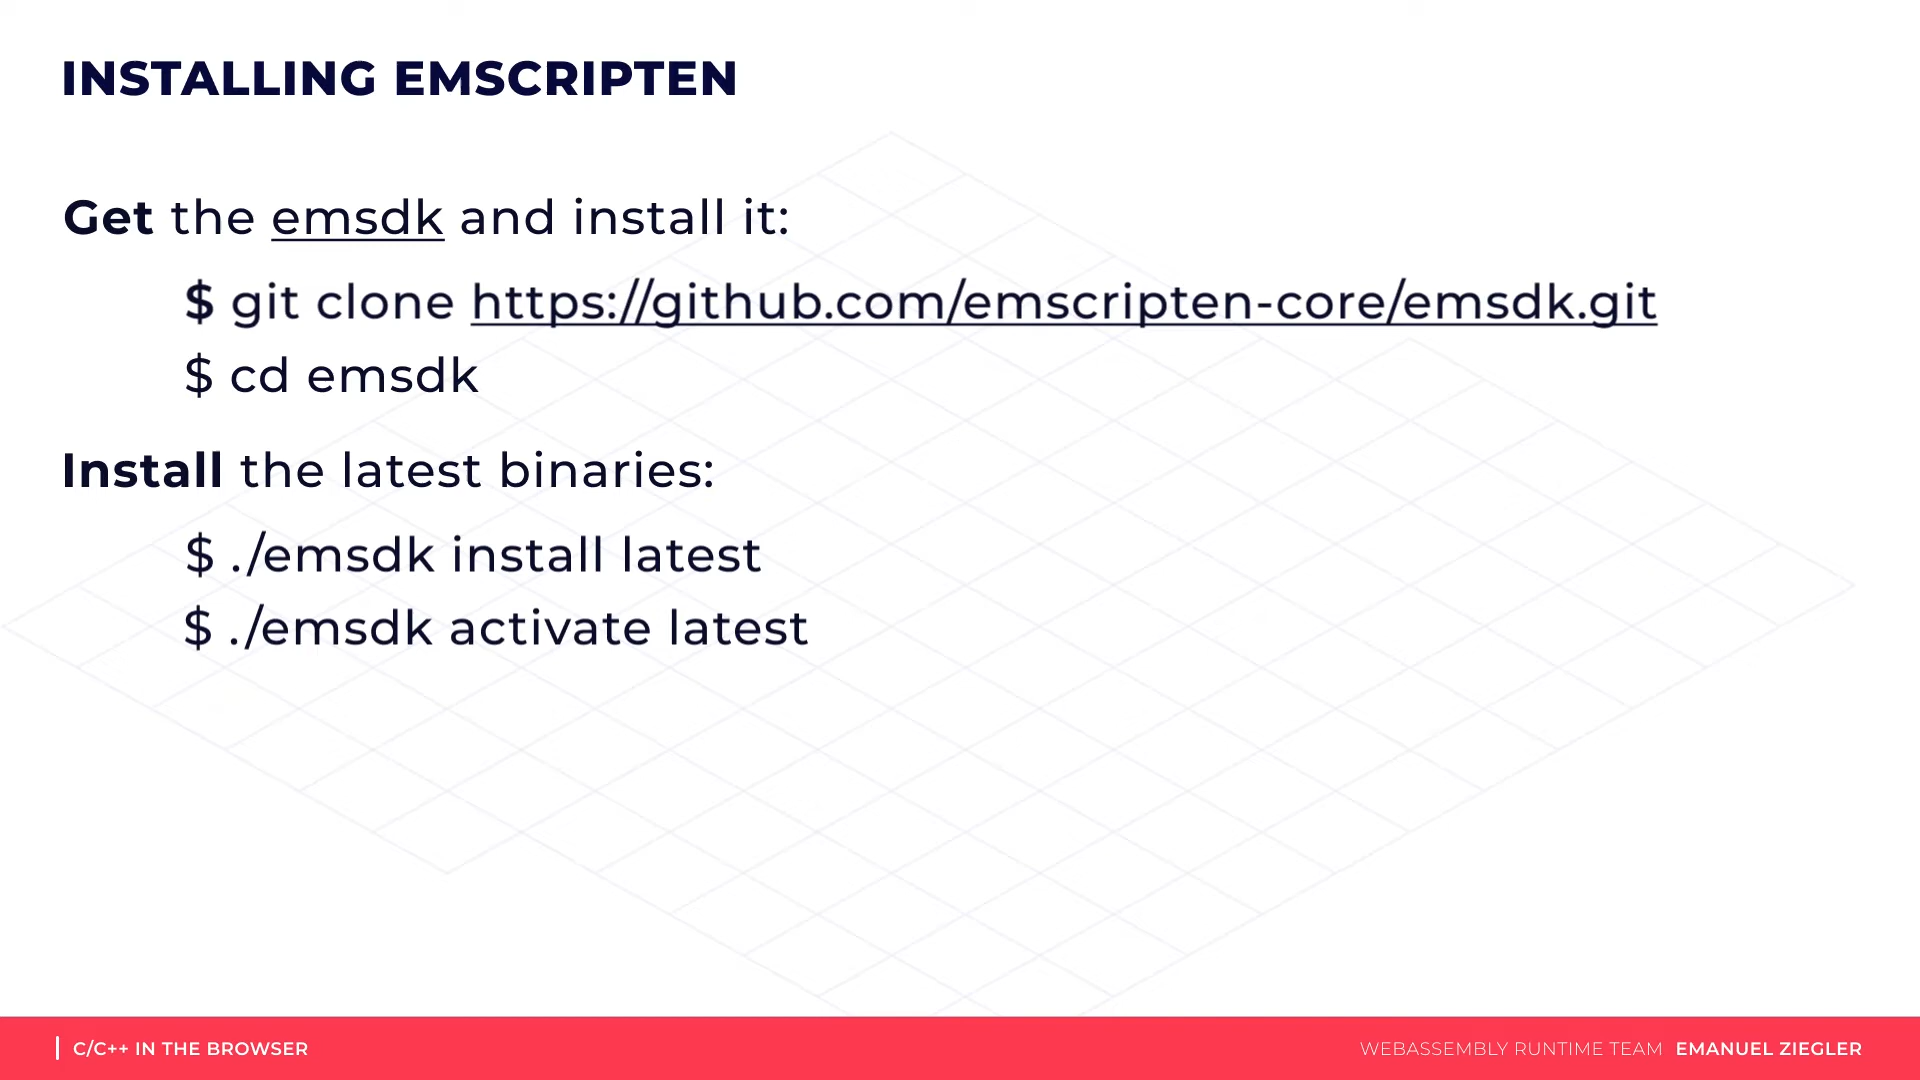 INSTALLING EMSCRIPTEN
Get the emsdk and install it:
$ git clone https://github.com/emscripten-core/emsdk.git
$ cd emsdk
Install the latest binaries:
$ ./emsdk install latest
$ ./emsdk activate latest
C/C++ IN THE BROWSER
WEBASSEMBLY RUNTIME TEAM EMANUEL ZIEGLER